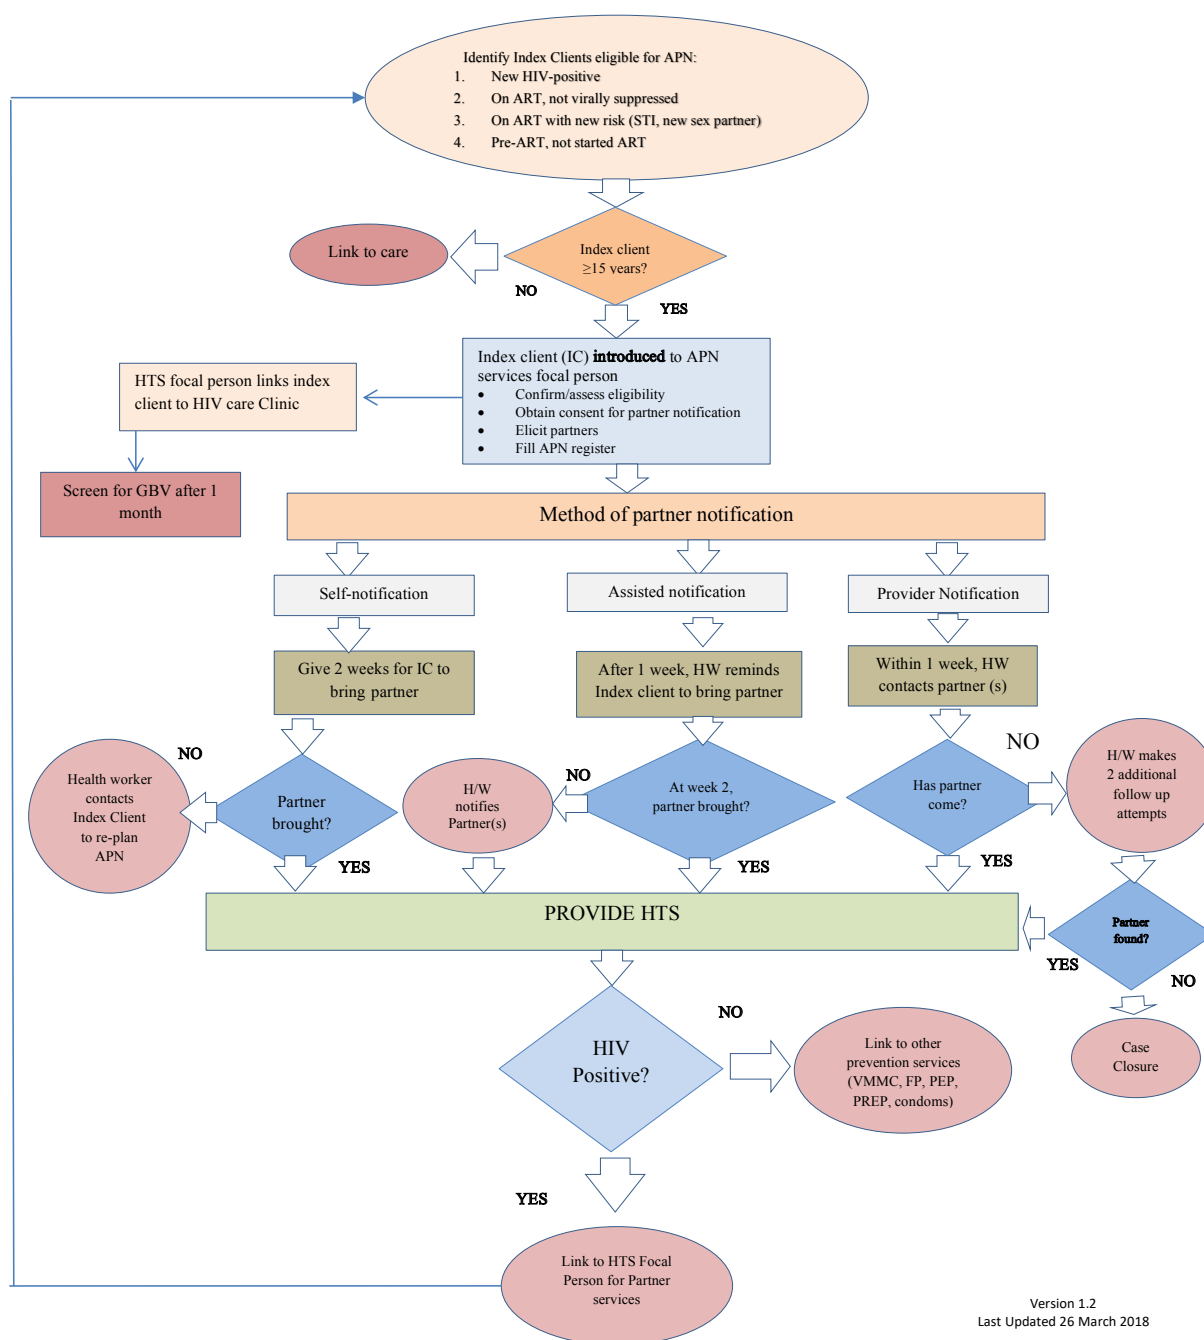 Identify Index Clients eligible for APN:
1. New HIV-positive
2. On ART, not virally suppressed
3. On ART with new risk (STI, new sex partner)
4. Pre-ART, not started ART
Link to care
Index client
≥15 years?
NO
YES
Index client (IC) introduced to APN
services focal person
• Confirm/assess eligibility
• Obtain consent for partner notification
• Elicit partners
• Fill APN register
HTS focal person links index
client to HIV care Clinic
Screen for GBV after 1
month
Method of partner notification
Self-notification
Assisted notification
Provider Notification
Give 2 weeks for IC to
bring partner
After 1 week, HW reminds
Index client to bring partner
Within 1 week, HW
contacts partner (s)
NO
Health worker
contacts
Index Client
to re-plan
APN
Partner
brought?
YES
H/W
notifies
Partner(s)
NO
At week 2,
partner brought?
YES
Has partner
come?
NO
YES
H/W makes
2 additional
follow up
attempts
PROVIDE HTS
Partner
found?
YES
NO
Case
Closure
HIV
Positive?
NO
Link to other
prevention services
(VMMC, FP, PEP,
PREP, condoms)
YES
Link to HTS Focal
Person for Partner
services
Version 1.2
Last Updated 26 March 2018